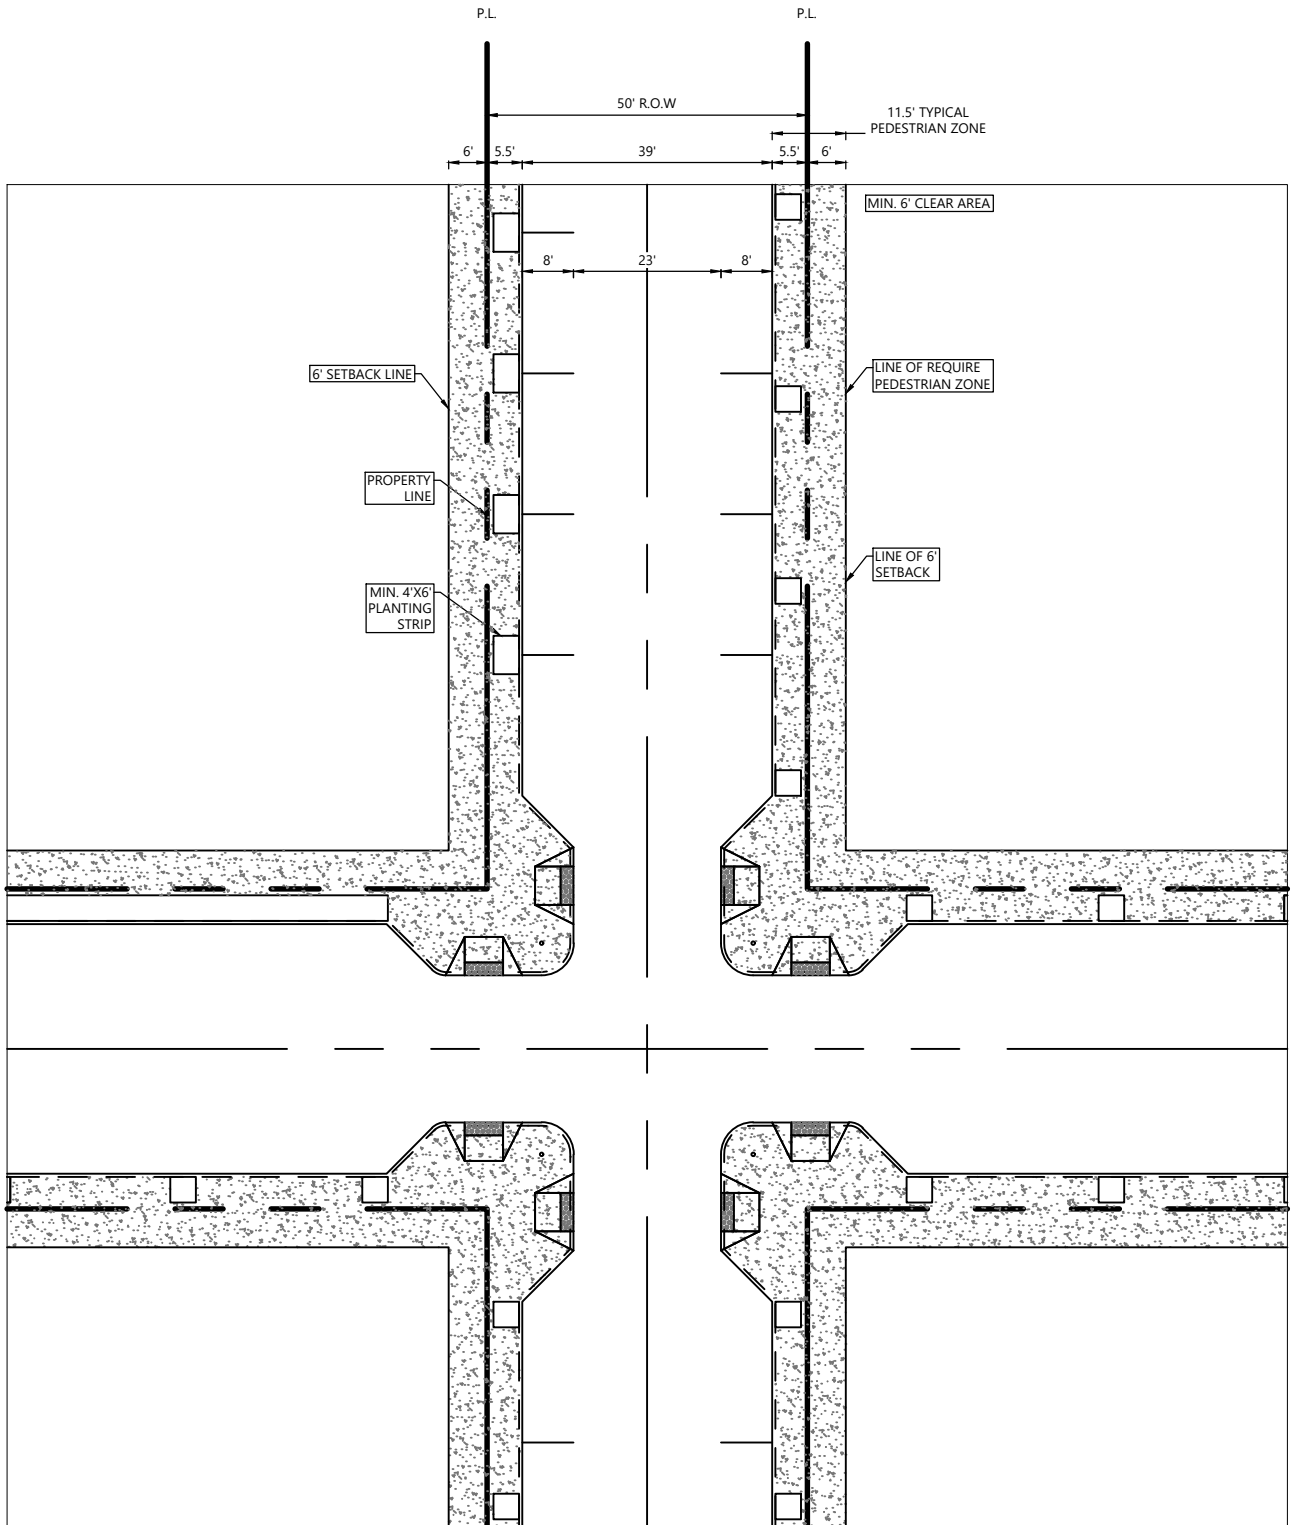 P.L.
P.L.
50' R.O.W
11.5' TYPICAL
PEDESTRIAN ZONE
6'
5.5'
39'
5.5'
6'
MIN. 6' CLEAR AREA
8'
23'
8'
6' SETBACK LINE
LINE OF REQUIRE
PEDESTRIAN ZONE
PROPERTY
LINE
LINE OF 6'
SETBACK
MIN. 4'X6'
PLANTING
STRIP